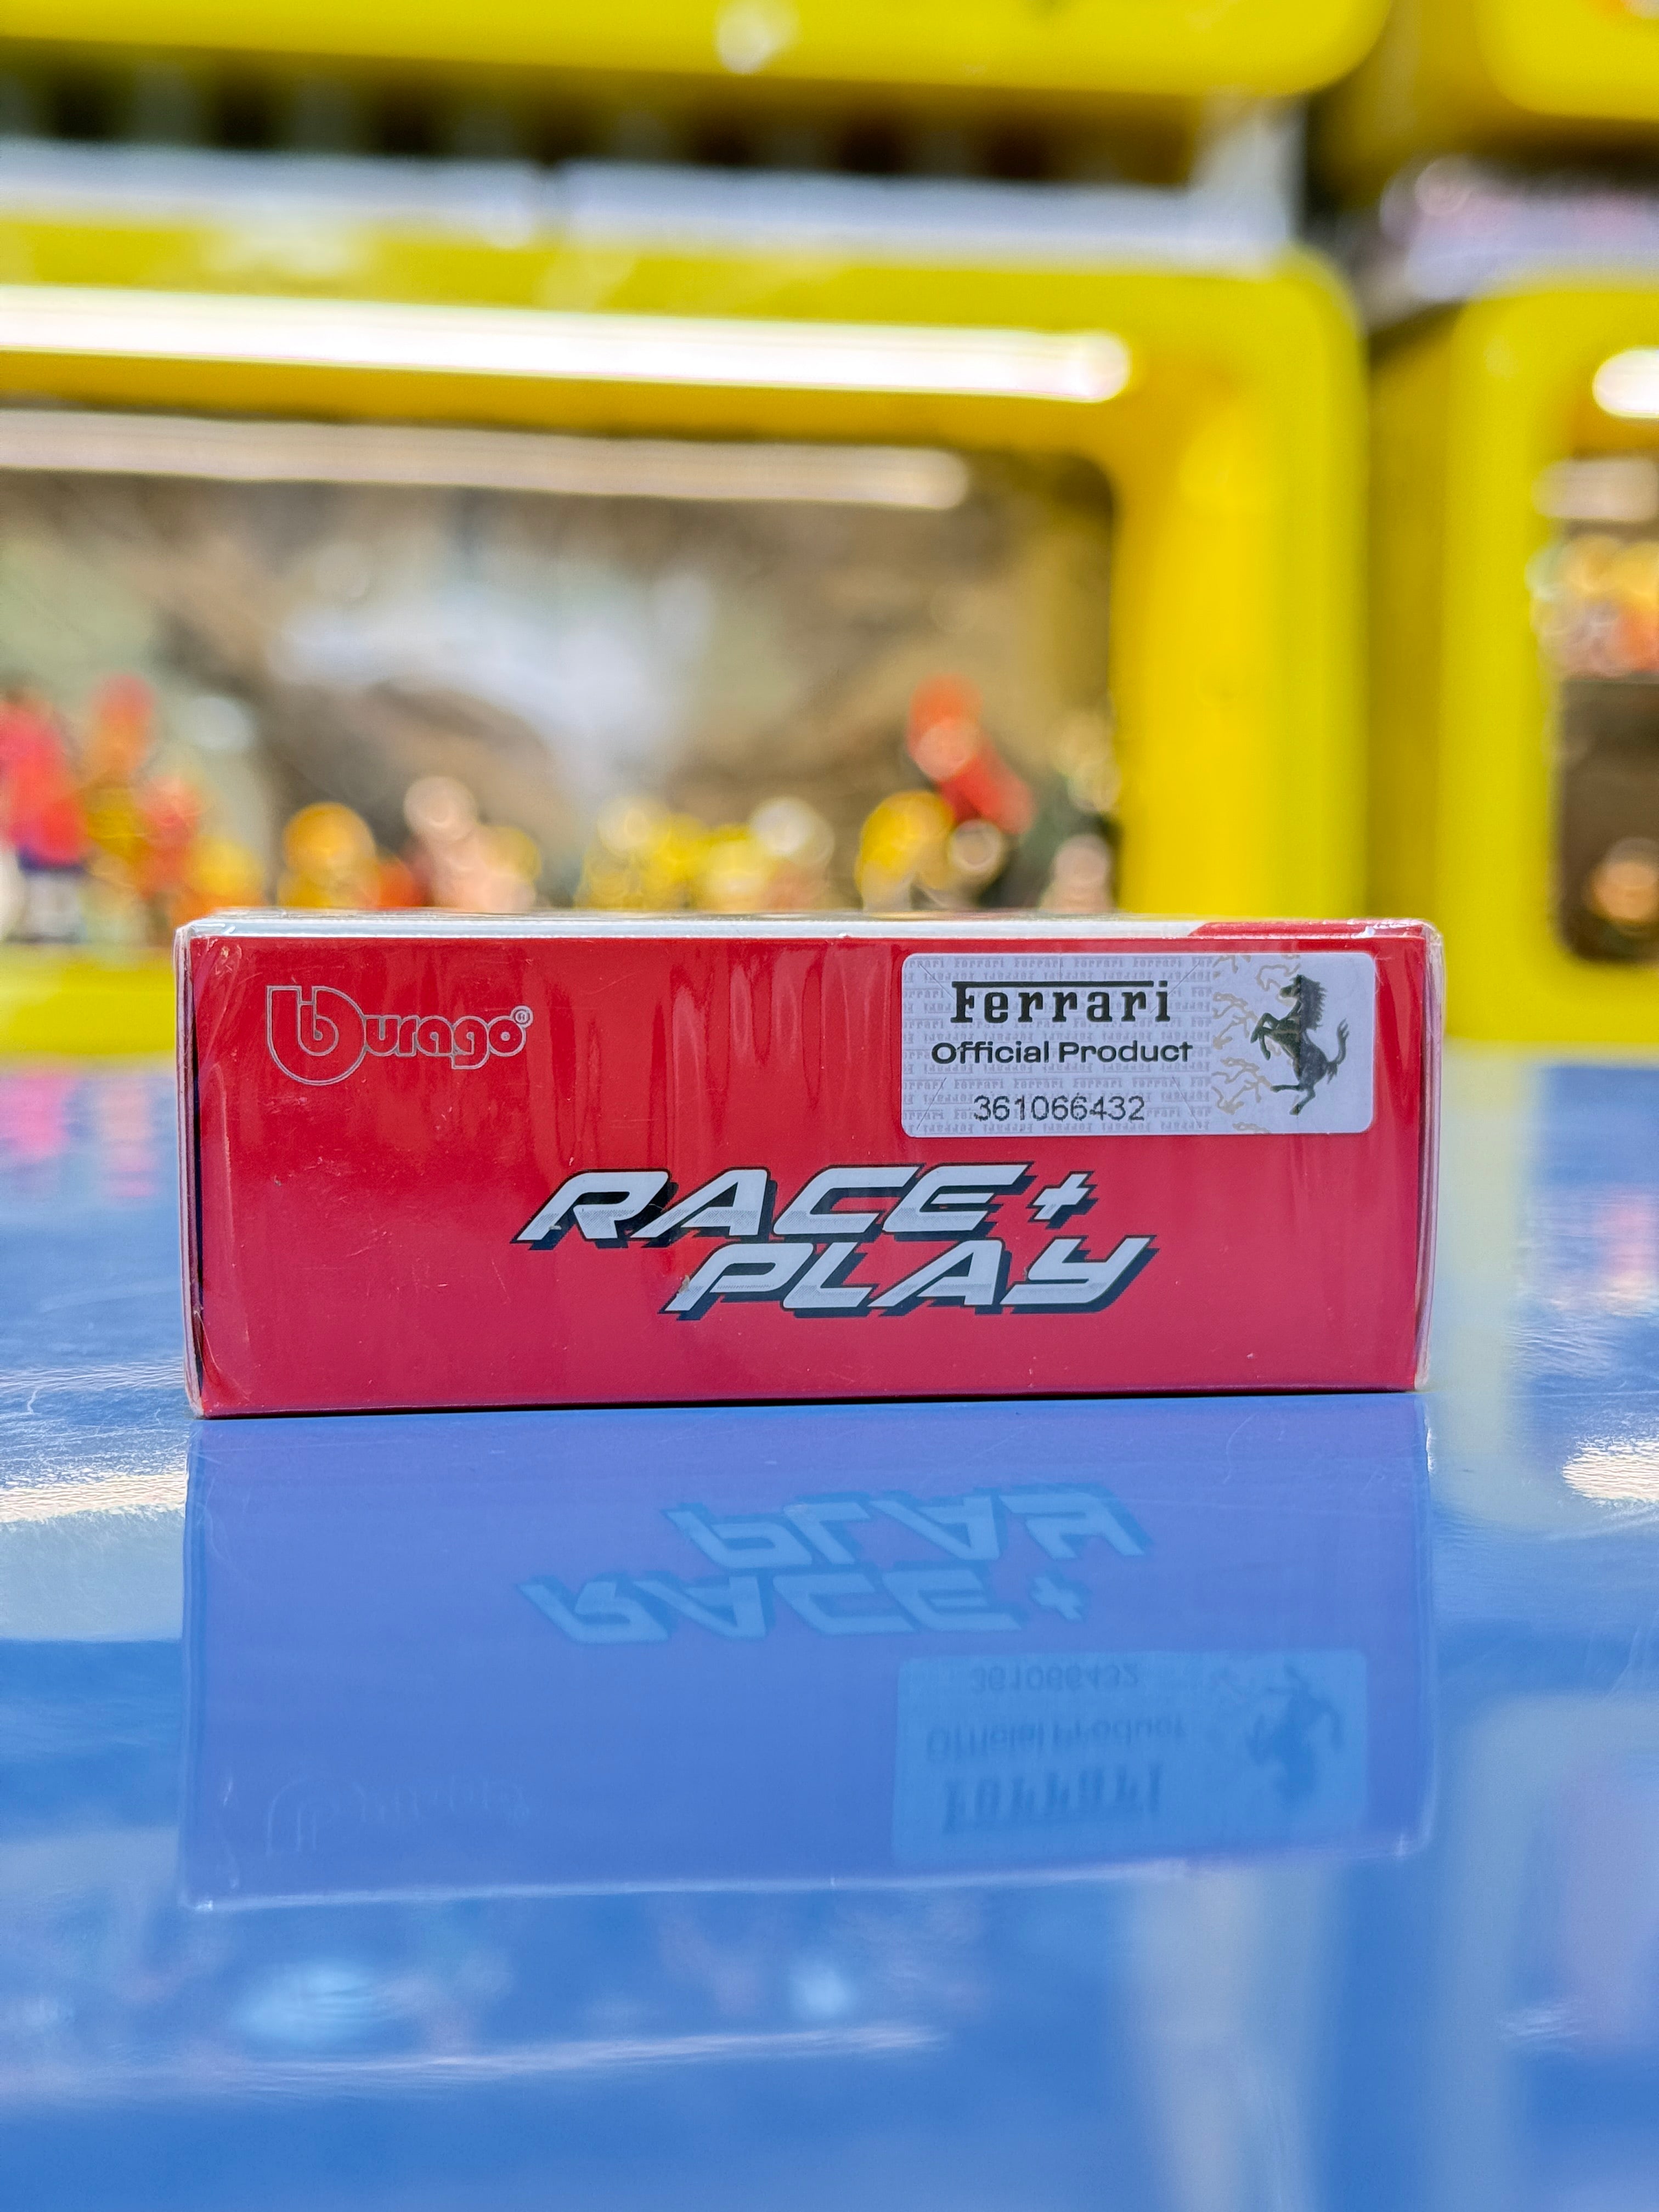 burago®
Ferrari
Official Product
361066432
RACE+
PLAY